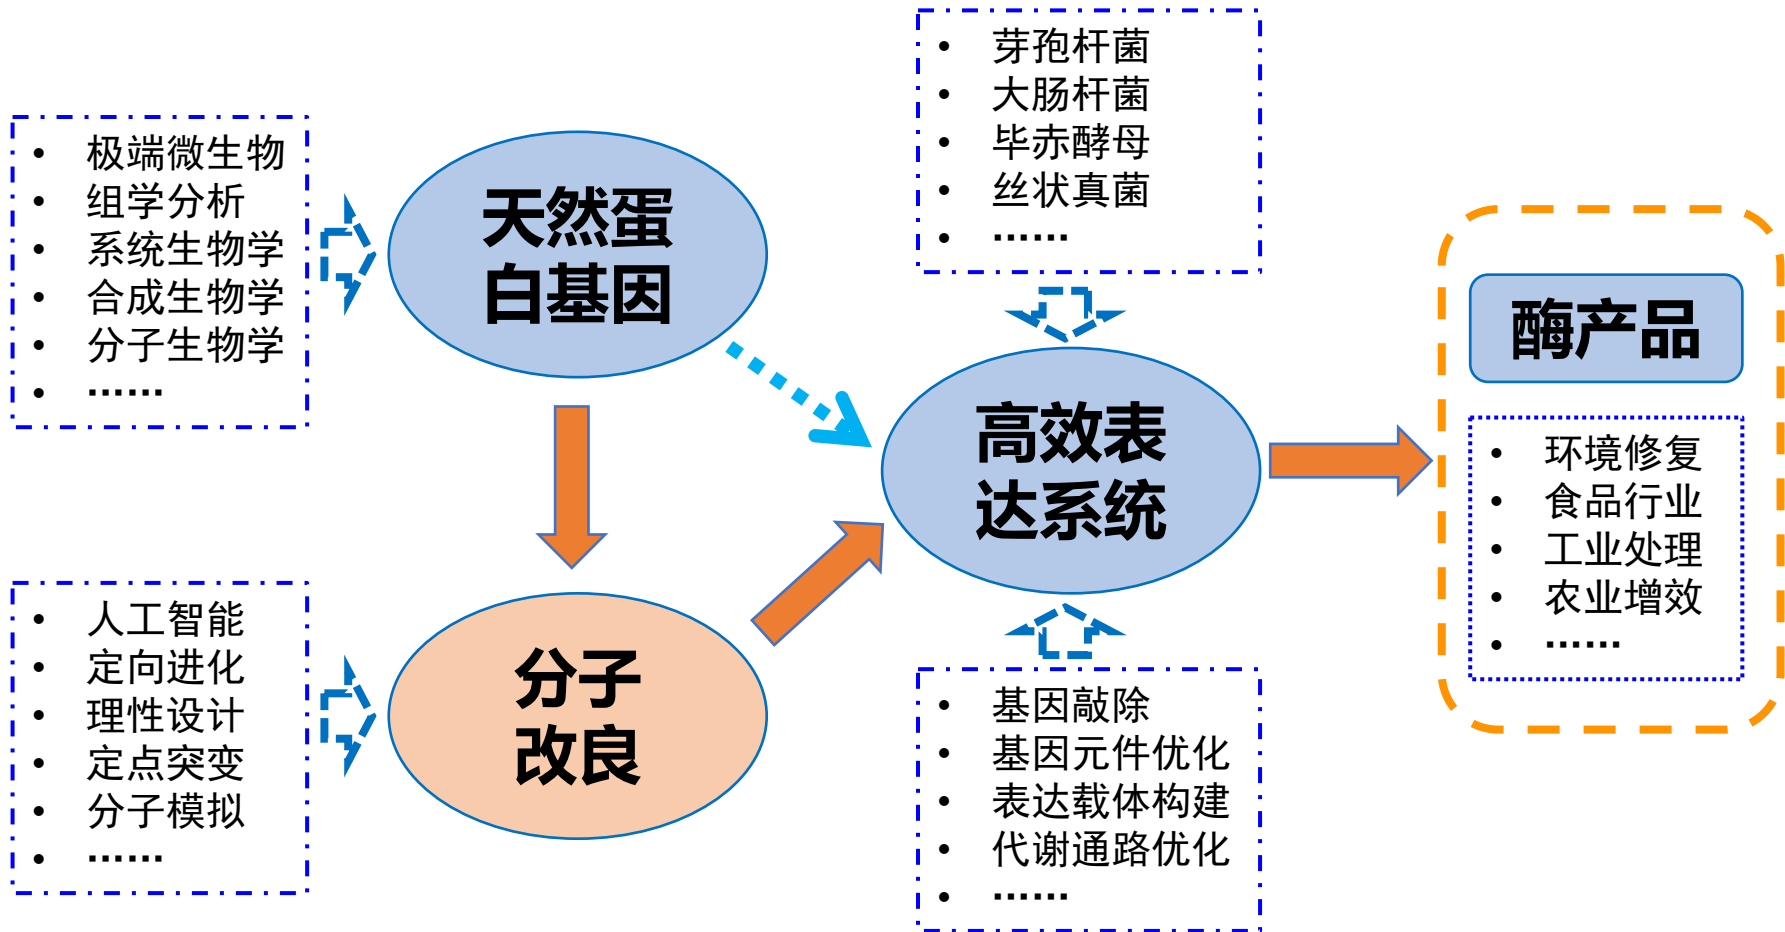 • 极端微生物
• 组学分析
• 系统生物学
• 合成生物学
• 分子生物学
• ……
天然蛋
白基因
• 人工智能
• 定向进化
• 理性设计
• 定点突变
• 分子模拟
• ……
分子
改良
• 芽孢杆菌
• 大肠杆菌
• 毕赤酵母
• 丝状真菌
• ……
高效表
达系统
• 基因敲除
• 基因元件优化
• 表达载体构建
• 代谢通路优化
• ……
酶产品
• 环境修复
• 食品行业
• 工业处理
• 农业增效
• ……